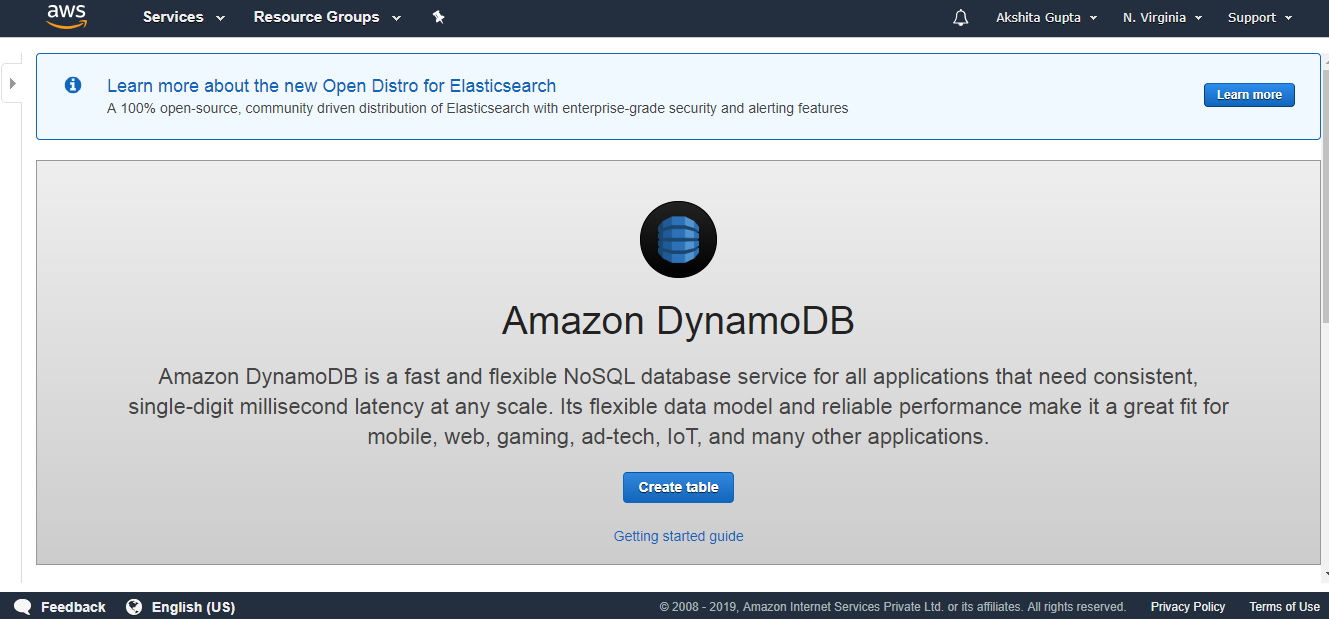 aws Services Resource Groups Akshita Gupta N. Virginia Support
Learn more about the new Open Distro for Elasticsearch
A 100% open-source, community driven distribution of Elasticsearch with enterprise-grade security and alerting features
Learn more
Amazon DynamoDB
Amazon DynamoDB is a fast and flexible NoSQL database service for all applications that need consistent,
single-digit millisecond latency at any scale. Its flexible data model and reliable performance make it a great fit for
mobile, web, gaming, ad-tech, IoT, and many other applications.
Create table
Getting started guide
Feedback English (US) © 2008 - 2019, Amazon Internet Services Private Ltd. or its affiliates. All rights reserved. Privacy Policy Terms of Use